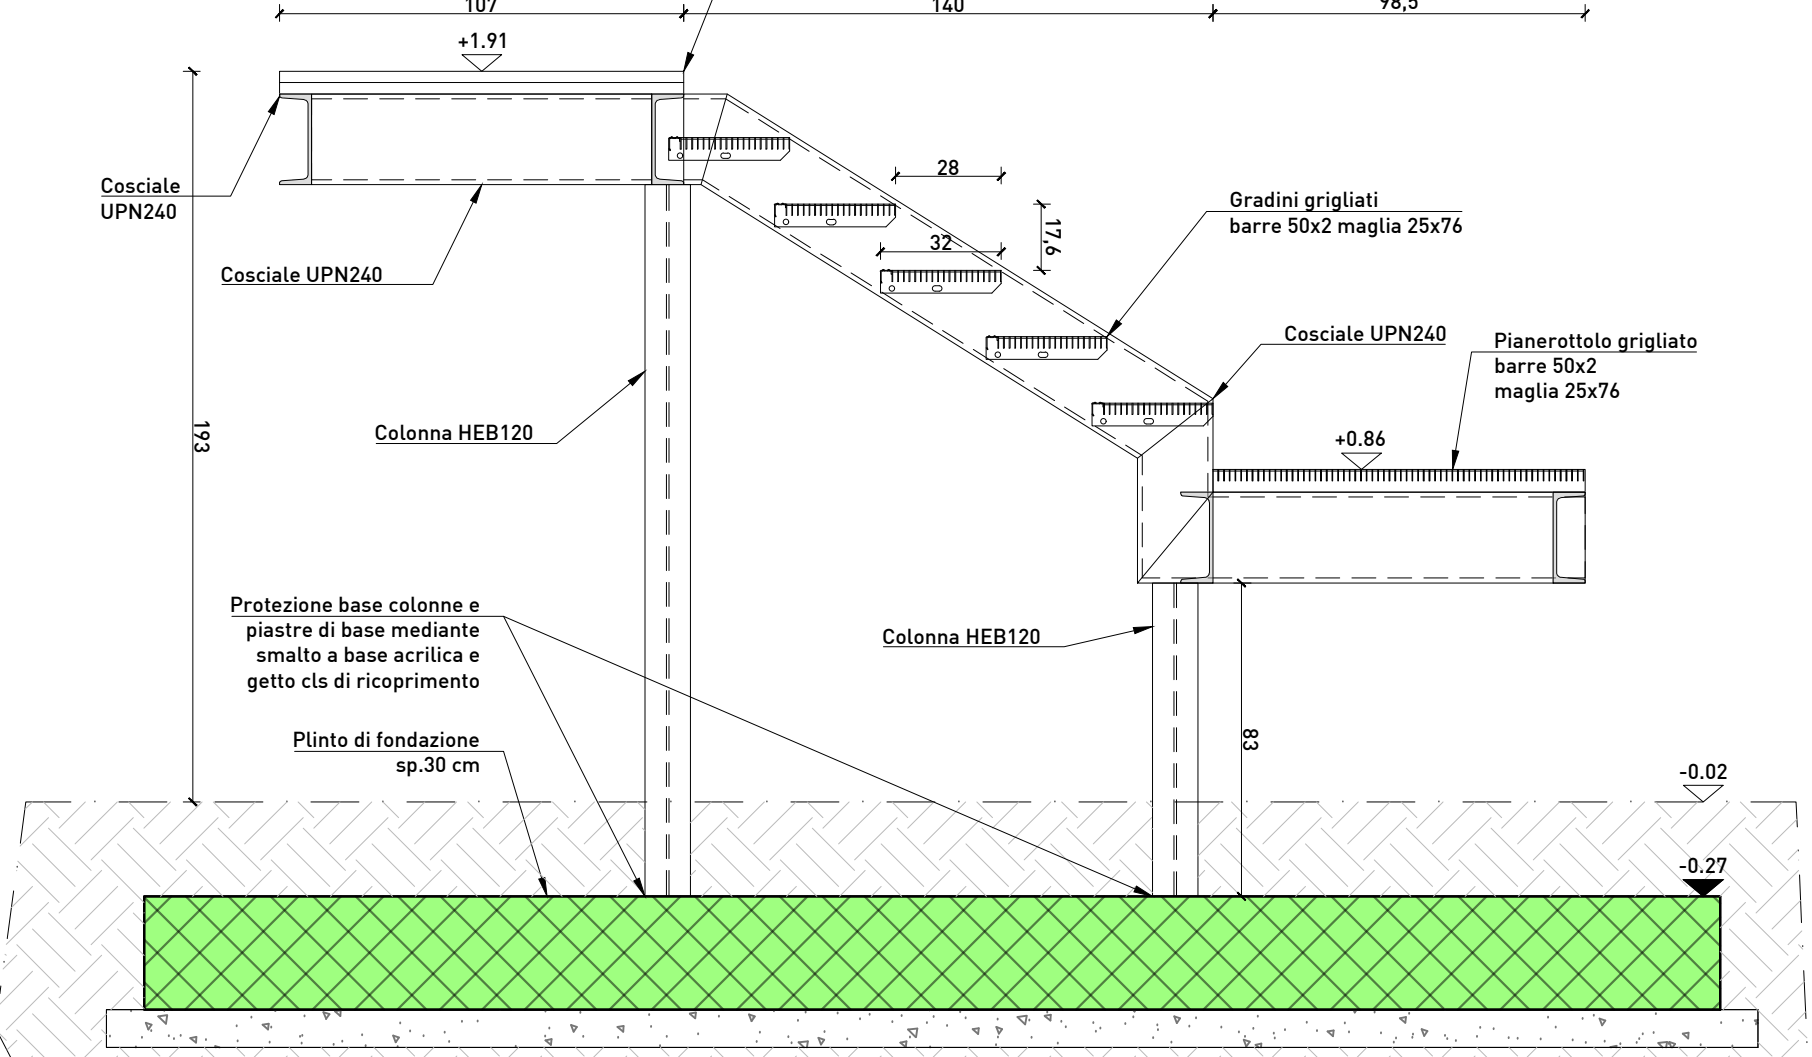 107
140
98,5
+1.91
28
17,6
32
Cosciale
UPN240
Cosciale UPN240
Gradini grigliati
barre 50x2 maglia 25x76
Cosciale UPN240
Pianerottolo grigliato
barre 50x2
maglia 25x76
193
Colonna HEB120
+0.86
Protezione base colonne e
piastre di base mediante
smalto a base acrilica e
getto cls di ricoprimento
Colonna HEB120
83
Plinto di fondazione
sp.30 cm
-0.02
-0.27